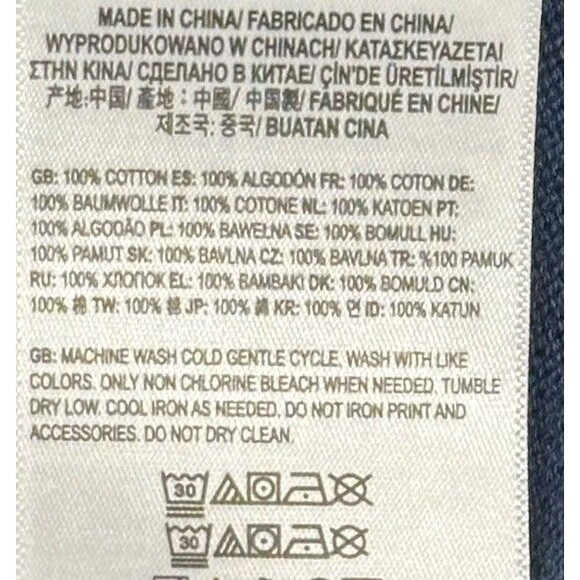 MADE IN CHINA/ FABRICADO EN CHINA/
WYPRODUKOWANO W CHINACH/ ΚΑΤΑΣΚΕΥΑΖΕΤΑΙ
ΣΤΗΝ ΚΙΝΑ/ СДЕЛАНО В КИТАЕ/ ÇİN'DE ÜRETİLMİŞTİR/
产地:中国/ 產地：中國/ 中国製/ FABRIQUÉ EN CHINE/
제조국: 중국/ BUATAN CINA
GB: 100% COTTON ES: 100% ALGODÓN FR: 100% COTON DE:
100% BAUMWOLLE IT: 100% COTONE NL: 100% KATOEN PT:
100% ALGODÃO PL: 100% BAWEŁNA SE: 100% BOMULL HU:
100% PAMUT SK: 100% BAVLNA CZ: 100% BAVLNA TR: %100 PAMUK
RU: 100% ХЛОПОК EL: 100% ΒΑΜΒΑΚΙ DK: 100% BOMULD CN:
100% 棉 TW: 100% 棉 JP: 100% 綿 KR: 100% 면 ID: 100% KATUN
GB: MACHINE WASH COLD GENTLE CYCLE. WASH WITH LIKE
COLORS. ONLY NON CHLORINE BLEACH WHEN NEEDED. TUMBLE
DRY LOW. COOL IRON AS NEEDED. DO NOT IRON PRINT AND
ACCESSORIES. DO NOT DRY CLEAN.
30
30